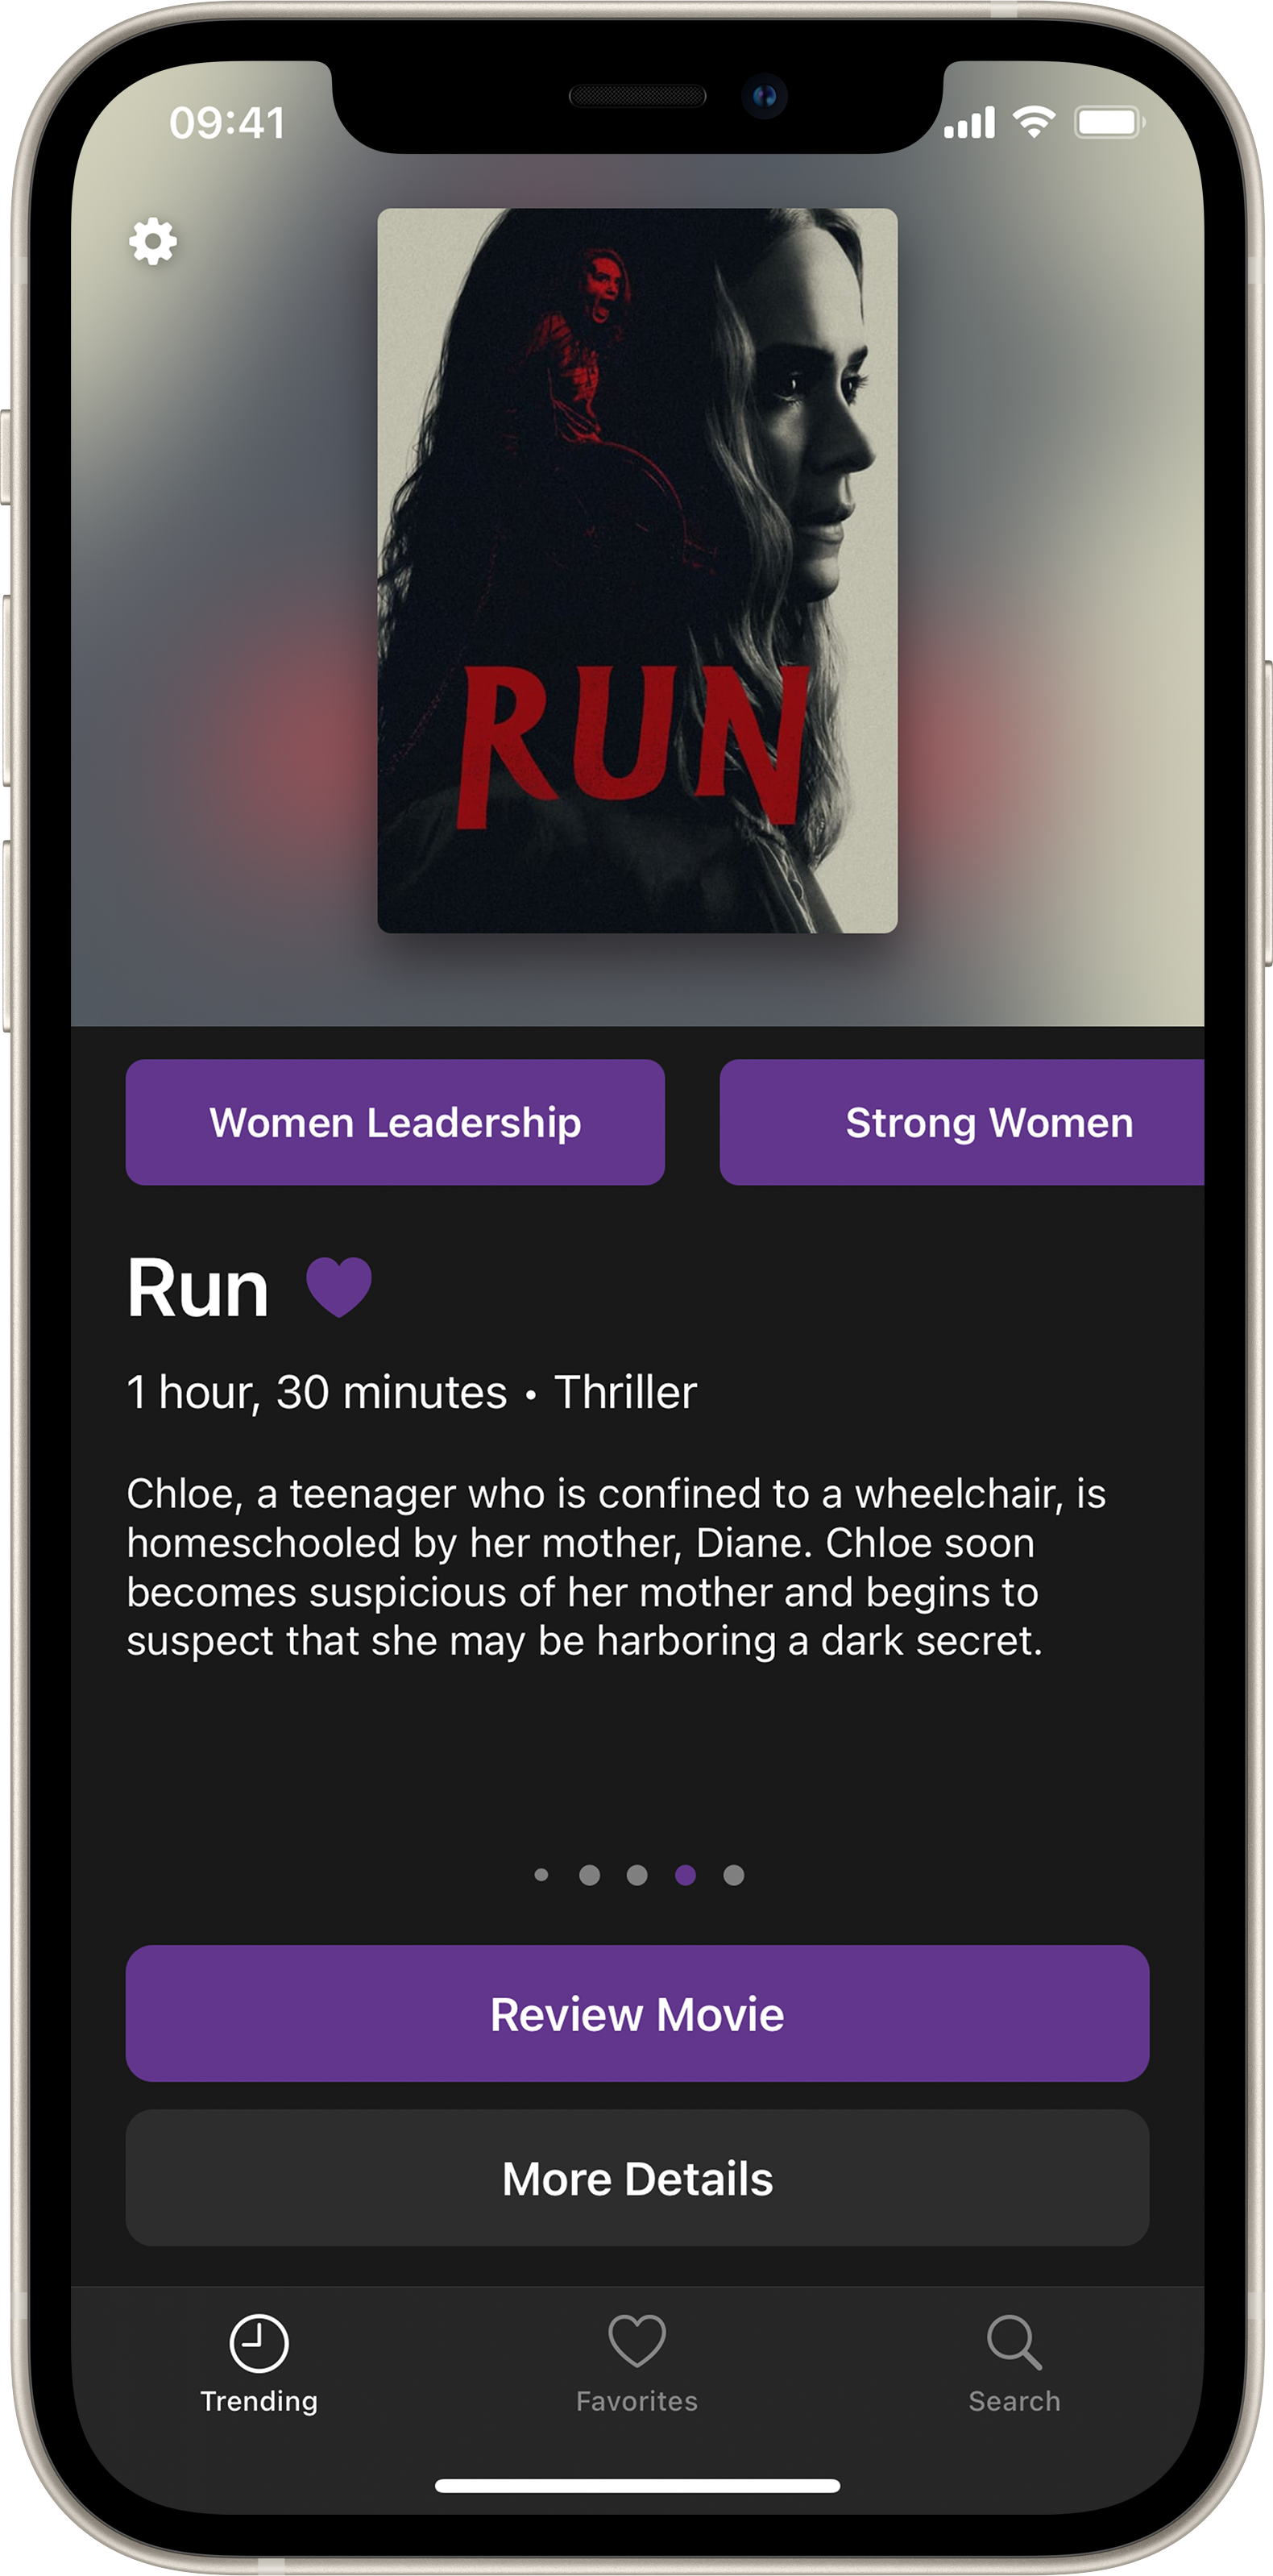 09:41
RUN
Women Leadership
Strong Women
Run
1 hour, 30 minutes • Thriller
Chloe, a teenager who is confined to a wheelchair, is
homeschooled by her mother, Diane. Chloe soon
becomes suspicious of her mother and begins to
suspect that she may be harboring a dark secret.
Review Movie
More Details
Trending
Favorites
Search